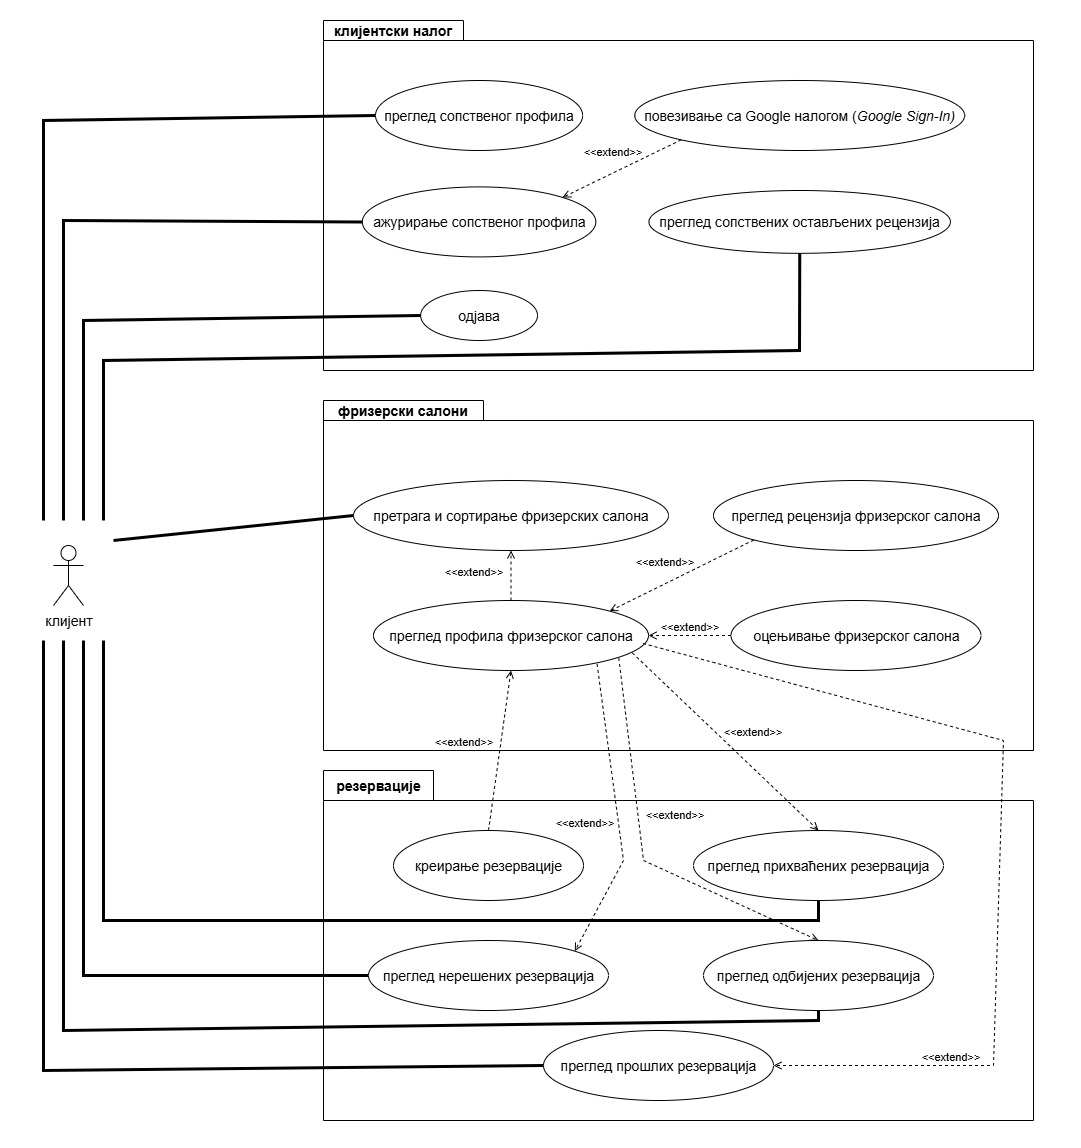 клијентски налог
преглед сопственог профила
повезивање са Google налогом (Google Sign-In)
<<extend>>
ажурирање сопственог профила
преглед сопствених остављених рецензија
одјава
фризерски салони
претрага и сортирање фризерских салона
преглед рецензија фризерског салона
<<extend>>
<<extend>>
клијент
преглед профила фризерског салона
<<extend>>
оцењивање фризерског салона
<<extend>>
<<extend>>
резервације
<<extend>>
<<extend>>
креирање резервације
преглед прихваћених резервација
преглед нерешених резервација
преглед одбијених резервација
<<extend>>
преглед прошлих резервација